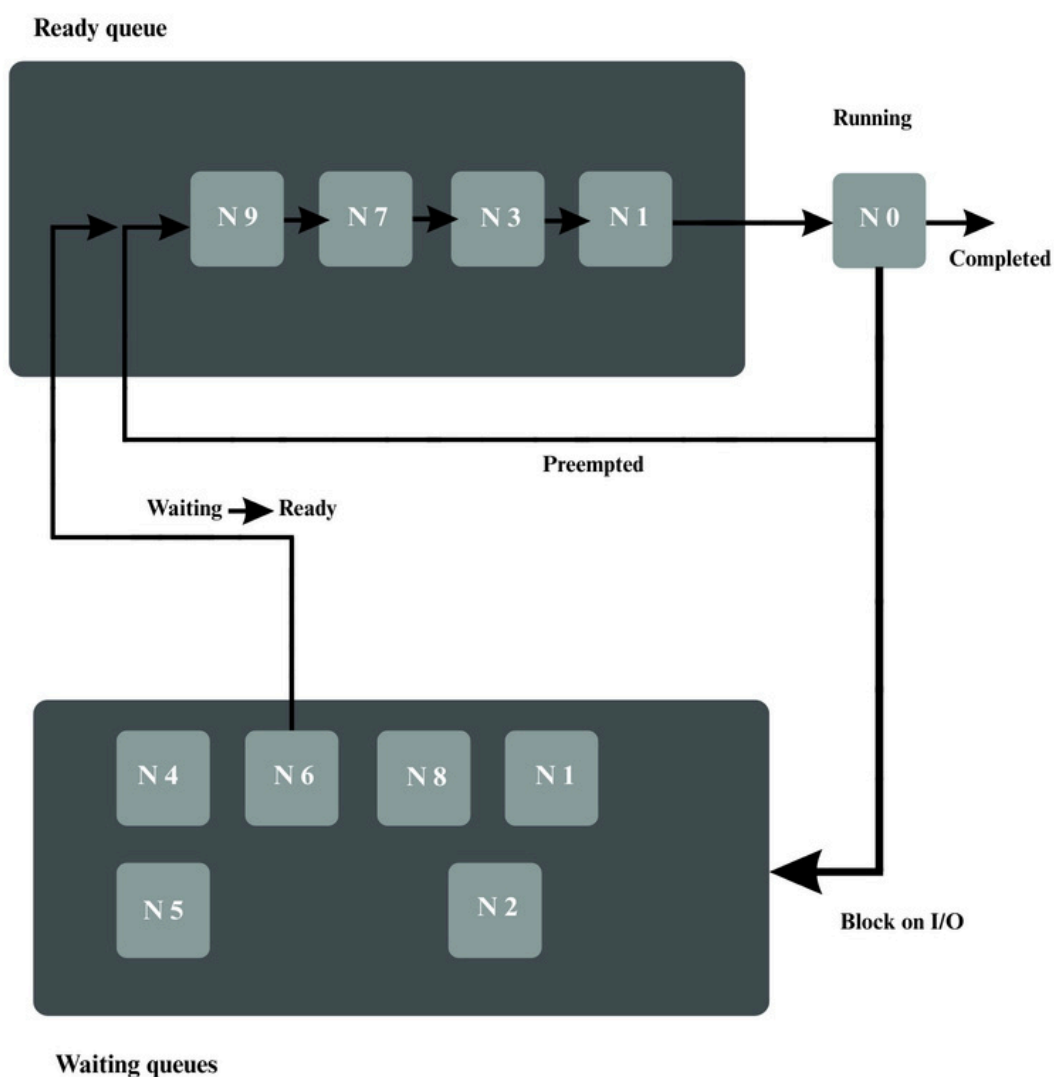 Ready queue
Running
N 9 N 7 N 3 N 1 N 0
Completed
Preempted
Waiting Ready
N 4 N 6 N 8 N 1
N 5 N 2
Block on I/O
Waiting queues